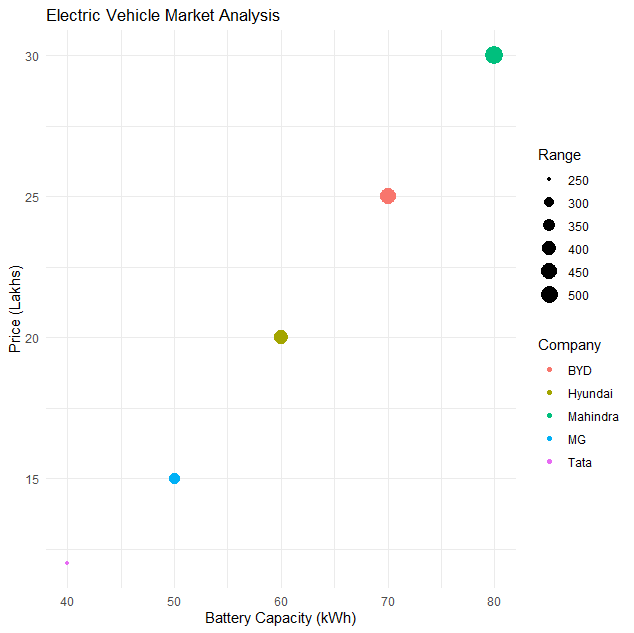 Electric Vehicle Market Analysis
30
25
20
15
Price (Lakhs)
40 50 60 70 80
Battery Capacity (kWh)
Range
250
300
350
400
450
500
Company
BYD
Hyundai
Mahindra
MG
Tata